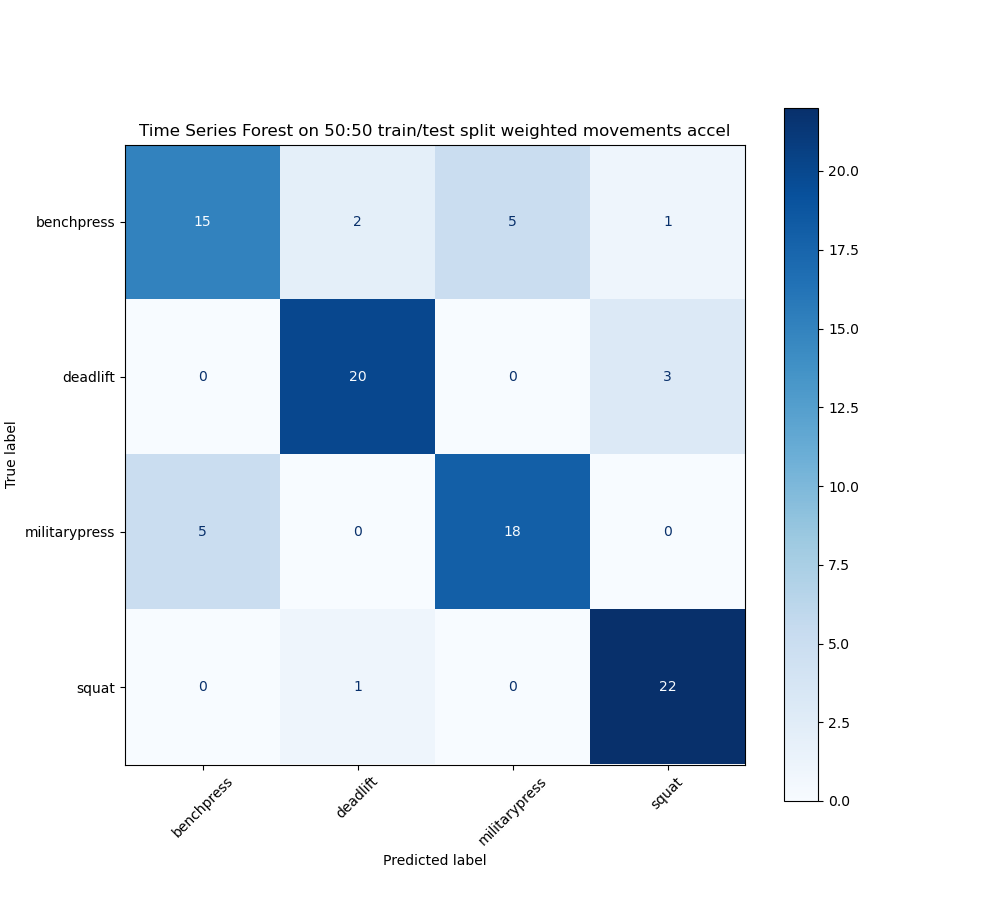 Time Series Forest on 50:50 train/test split weighted movements accel
benchpress 15 2 5 1
deadlift 0 20 0 3
militarypress 5 0 18 0
squat 0 1 0 22
True label
benchpress deadlift militarypress squat
Predicted label
20.0
17.5
15.0
12.5
10.0
7.5
5.0
2.5
0.0